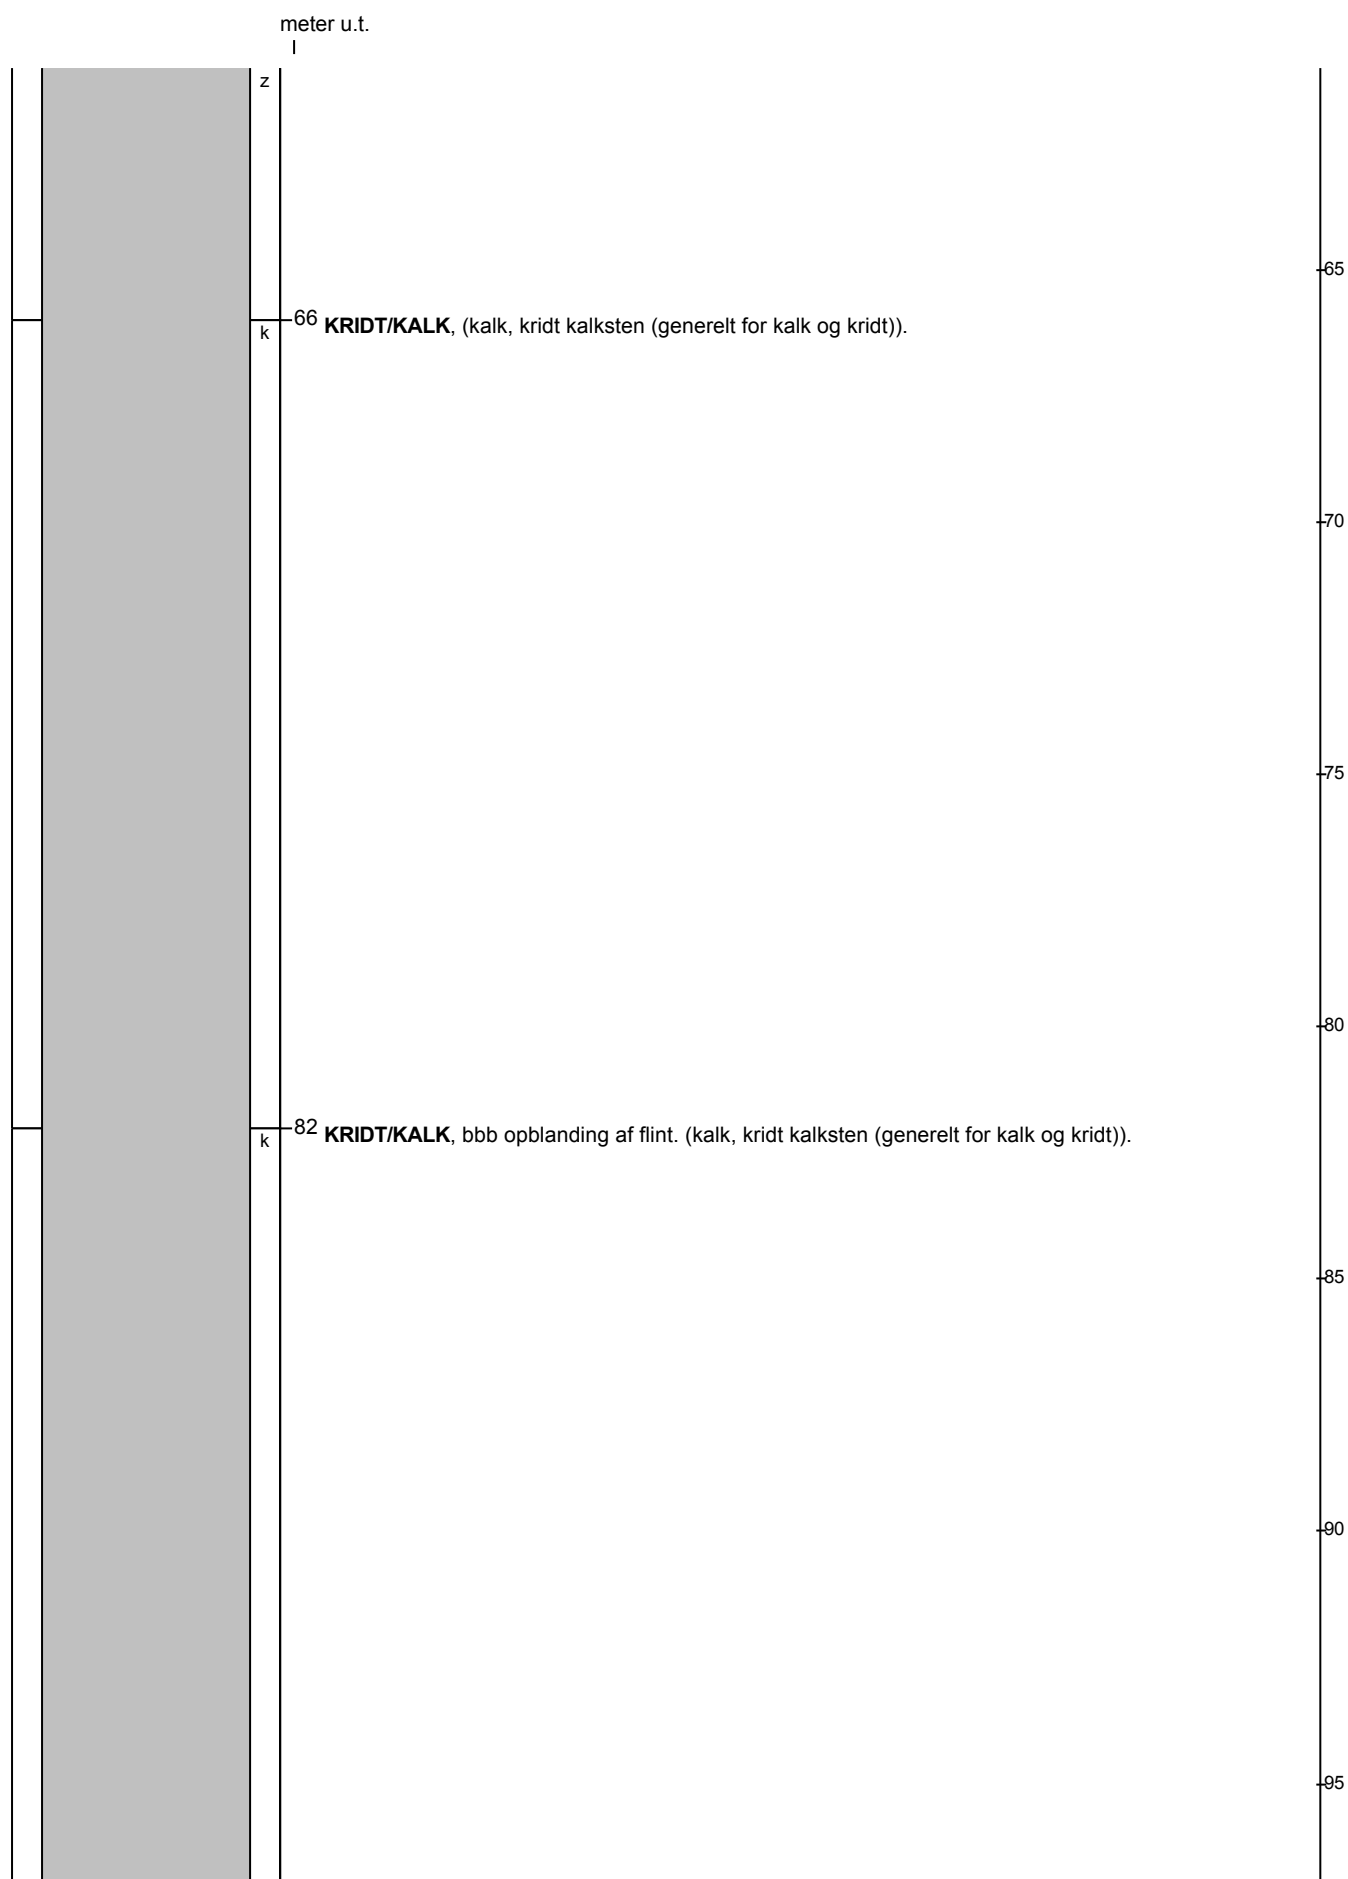 meter u.t.
z
65
66 KRIDT/KALK, (kalk, kridt kalksten (generelt for kalk og kridt)).
k
70
75
80
82 KRIDT/KALK, bbb opblanding af flint. (kalk, kridt kalksten (generelt for kalk og kridt)).
k
85
90
95